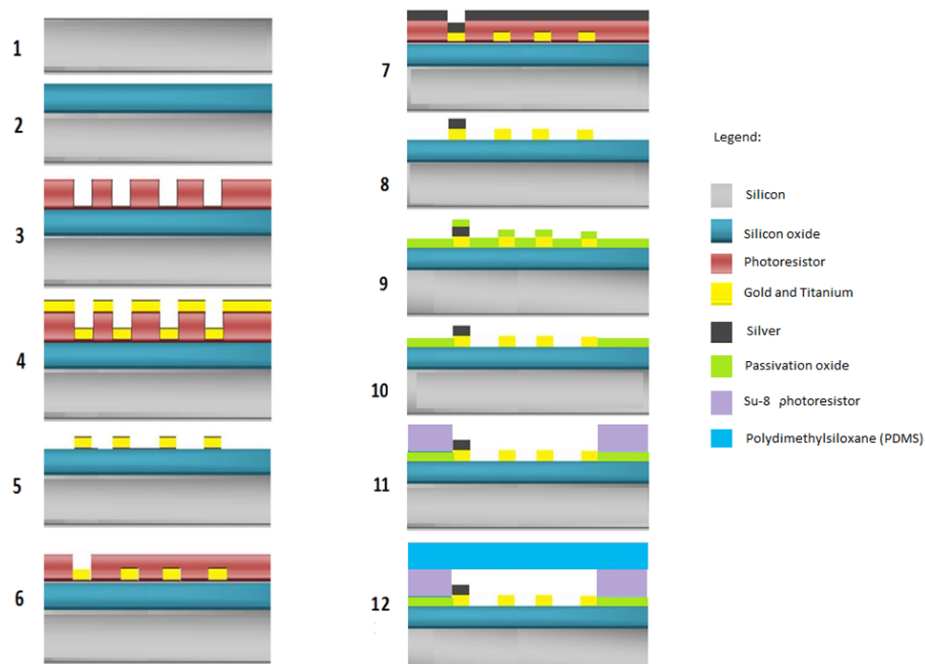 1
2
3
4
5
6
7
8
9
10
11
12
Legend:
Silicon
Silicon oxide
Photoresistor
Gold and Titanium
Silver
Passivation oxide
Su-8 ρhotoresistor
Polydimethylsiloxane (PDMS)